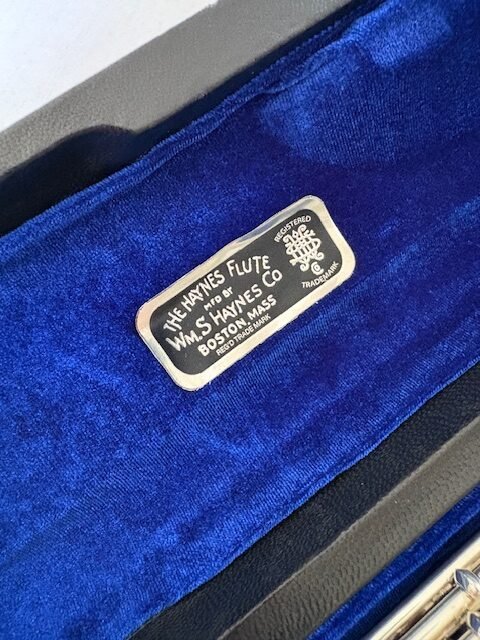 THE HAYNES FLUTE
MFD BY
WM. S HAYNES CO
BOSTON, MASS
REG'D TRADE MARK
REGISTERED
TRADEMARK